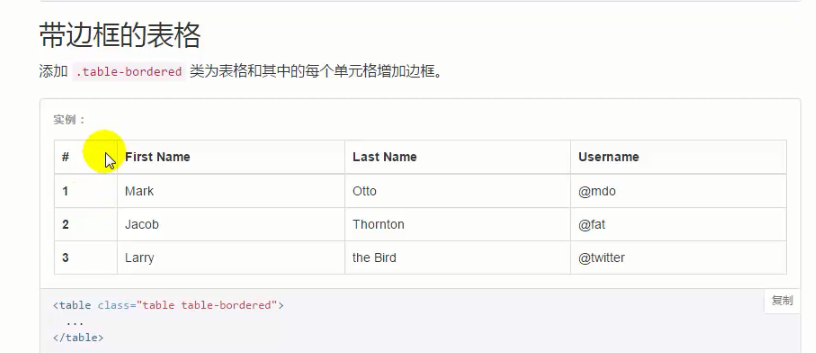 带边框的表格
添加 .table-bordered 类为表格和其中的每个单元格增加边框。
实例：
# First Name Last Name Username
1 Mark Otto @mdo
2 Jacob Thornton @fat
3 Larry the Bird @twitter
<table class="table table-bordered">
复制
...
</table>